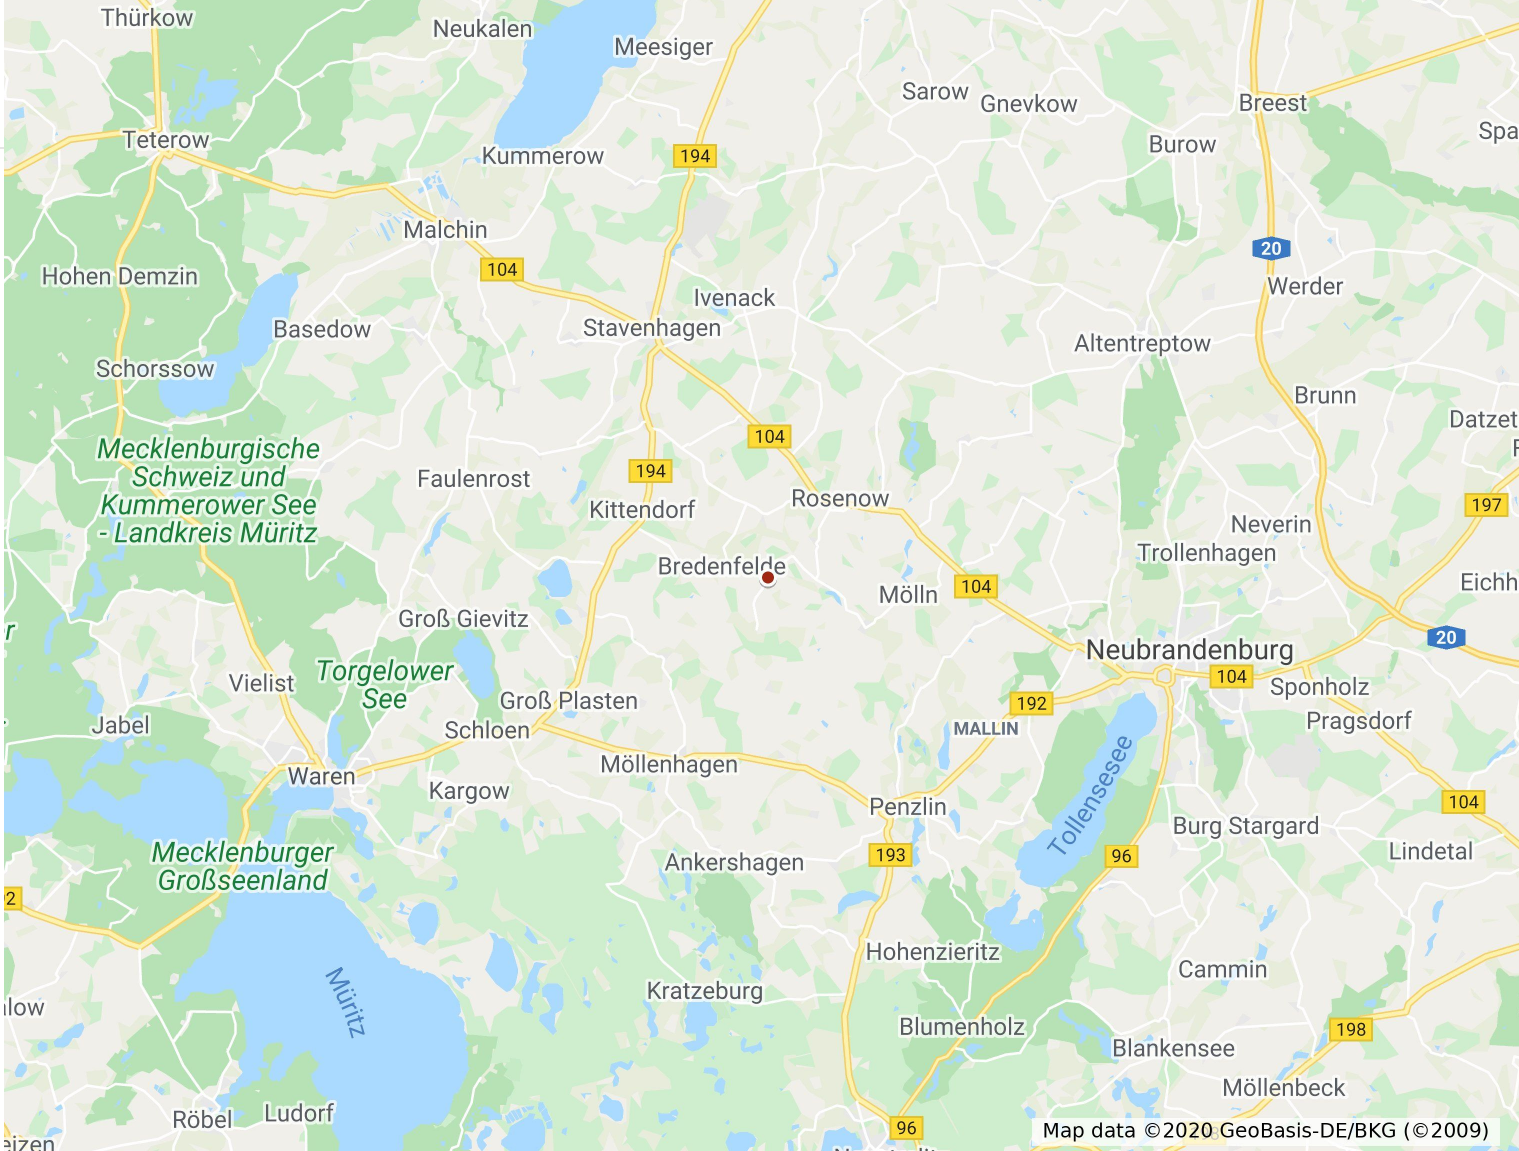 Thürkow
Neukalen
Meesiger
Sarow
Gnevkow
Breest
Spa
Teterow
Burow
Kummerow
194
Malchin
20
104
Hohen Demzin
Werder
Ivenack
Basedow
Stavenhagen
Altentreptow
Schorssow
Brunn
Datzet
104
Mecklenburgische
Schweiz und
Kummerower See
- Landkreis Müritz
194
Faulenrost
Rosenow
197
Kittendorf
Neverin
Trollenhagen
Bredenfelde
Eichh
104
Mölln
Groß Gievitz
er
20
Neubrandenburg
Torgelower
See
104
Vielist
Sponholz
Groß Plasten
192
Jabel
Pragsdorf
Schloen
MALLIN
Möllenhagen
Waren
Kargow
Tollensesee
104
Penzlin
Burg Stargard
Mecklenburger
Großseenland
193
96
Lindetal
Ankershagen
2
Hohenzieritz
Cammin
Kratzeburg
Müritz
low
Blumenholz
198
Blankensee
Möllenbeck
Röbel
Ludorf
96
eizen
Map data ©2020 GeoBasis-DE/BKG (©2009)